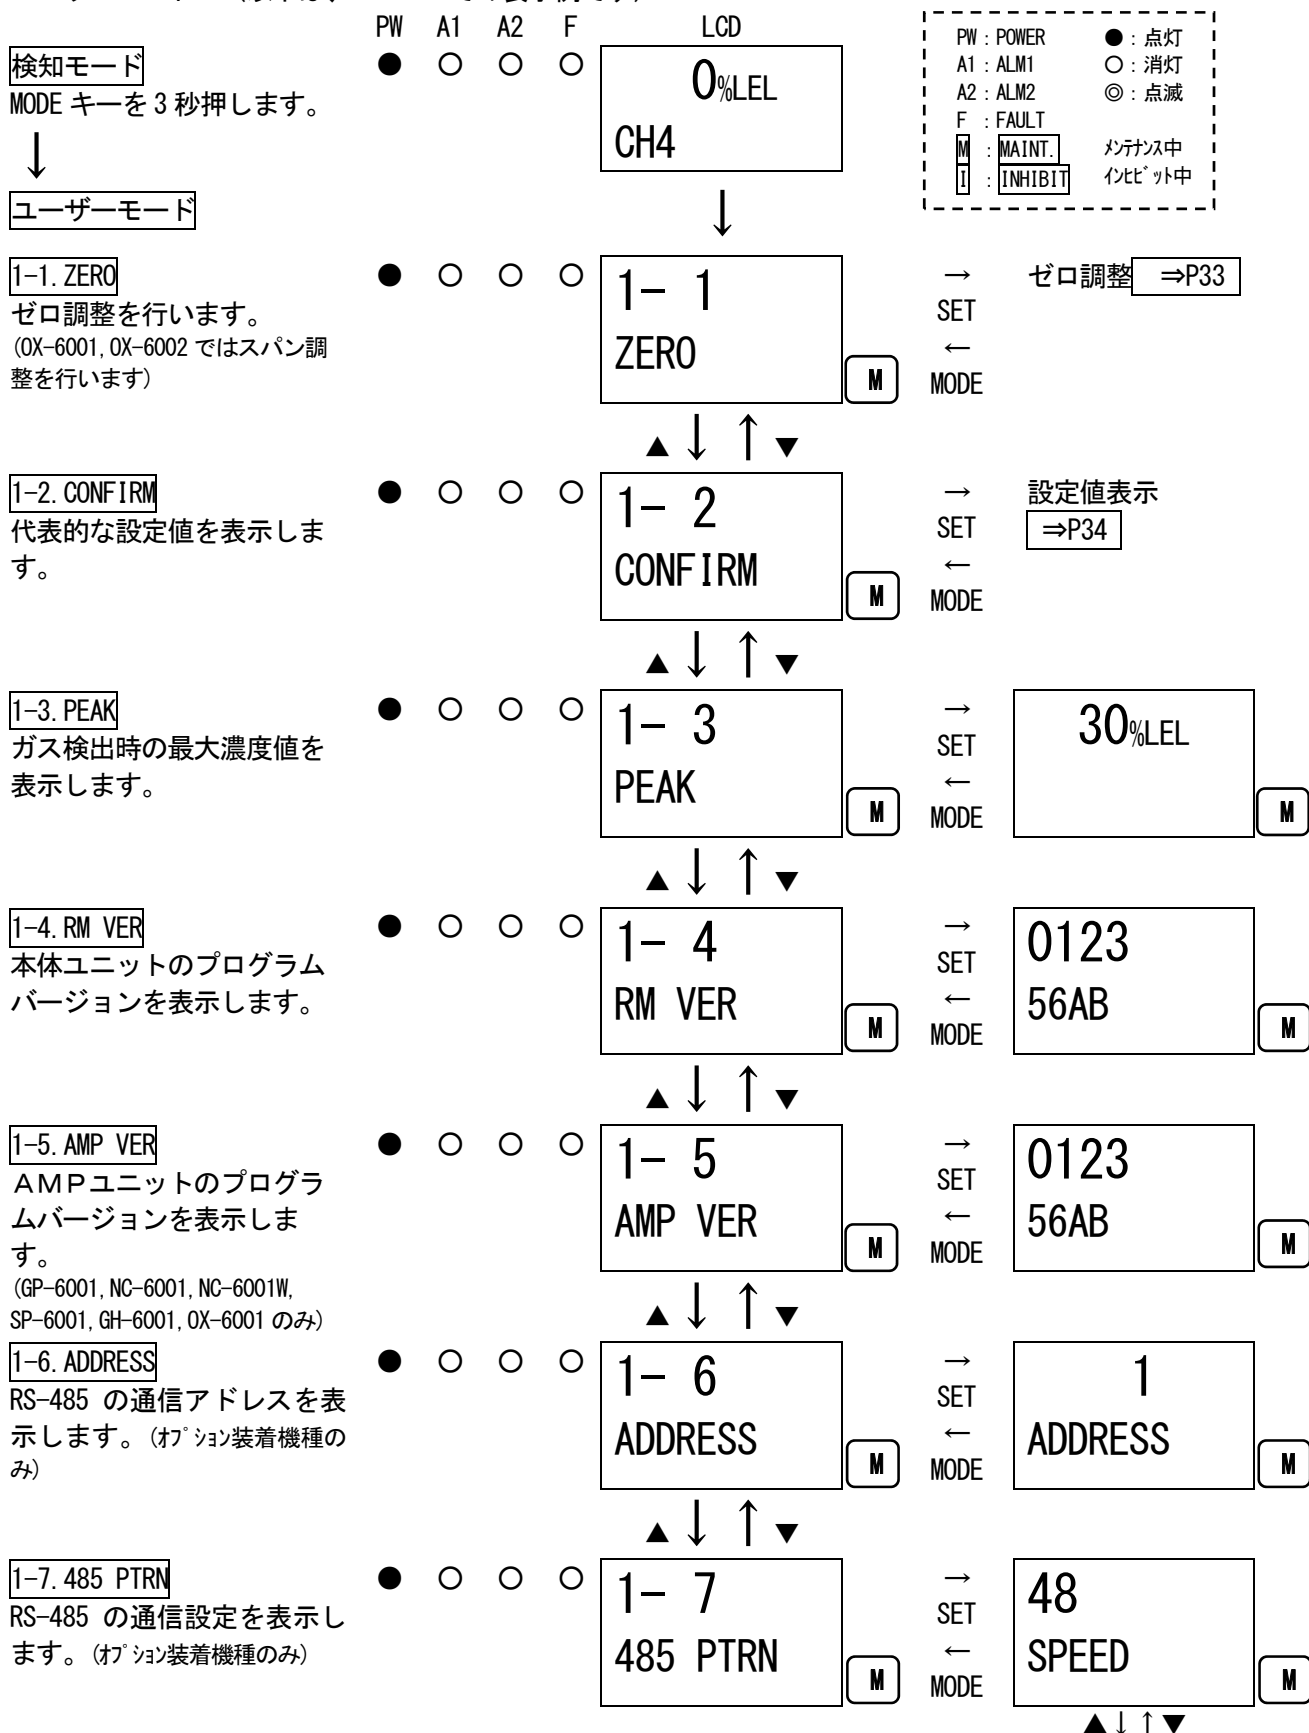 PW A1 A2 F LCD
検知モード ● ○ ○ ○ 0%LEL
MODE キーを 3 秒押します。
CH4
↓
ユーザーモード
↓
PW : POWER ● : 点灯
A1 : ALM1 ○ : 消灯
A2 : ALM2 ◎ : 点滅
F : FAULT
M : MAINT. メンテナンス中
I : INHIBIT インヒビット中
1-1. ZERO ● ○ ○ ○ 1- 1 → ゼロ調整 ⇒P33
ゼロ調整を行います。 SET
(OX-6001, OX-6002 ではスパン調 ZERO ←
整を行います) M MODE
▲ ↓ ↑ ▼
1-2. CONFIRM ● ○ ○ ○ 1- 2 → 設定値表示
代表的な設定値を表示しま SET ⇒P34
す。 CONFIRM ←
M MODE
▲ ↓ ↑ ▼
1-3. PEAK ● ○ ○ ○ 1- 3 → 30%LEL
ガス検出時の最大濃度値を SET
表示します。 PEAK ←
M MODE M
▲ ↓ ↑ ▼
1-4. RM VER ● ○ ○ ○ 1- 4 → 0123
本体ユニットのプログラム SET
バージョンを表示します。 RM VER ← 56AB
M MODE M
▲ ↓ ↑ ▼
1-5. AMP VER ● ○ ○ ○ 1- 5 → 0123
ＡＭＰユニットのプログラ SET
ムバージョンを表示しま AMP VER ← 56AB
す。 M MODE M
(GP-6001, NC-6001, NC-6001W,
SP-6001, GH-6001, OX-6001 のみ)
▲ ↓ ↑ ▼
1-6. ADDRESS ● ○ ○ ○ 1- 6 → 1
RS-485 の通信アドレスを表 SET
示します。(ｵﾌﾟｼｮﾝ装着機種の ADDRESS ← ADDRESS
み) M MODE M
▲ ↓ ↑ ▼
1-7. 485 PTRN ● ○ ○ ○ 1- 7 → 48
RS-485 の通信設定を表示し SET
ます。(ｵﾌﾟｼｮﾝ装着機種のみ) 485 PTRN ← SPEED
M MODE M
▲ ↓ ↑ ▼